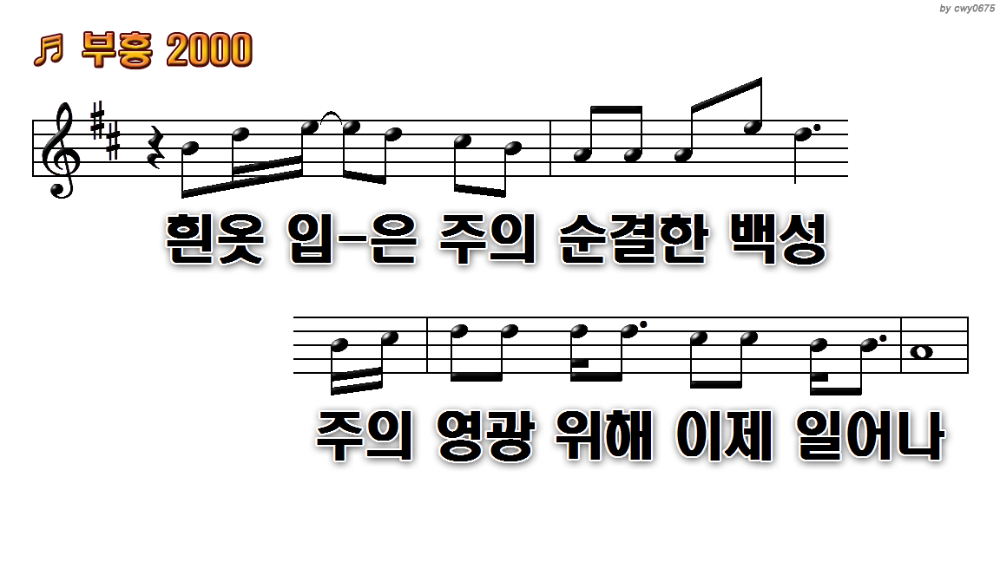 by cwy0675
♬ 부흥 2000
흰옷 입-은 주의 순결한 백성
주의 영광 위해 이제 일어나